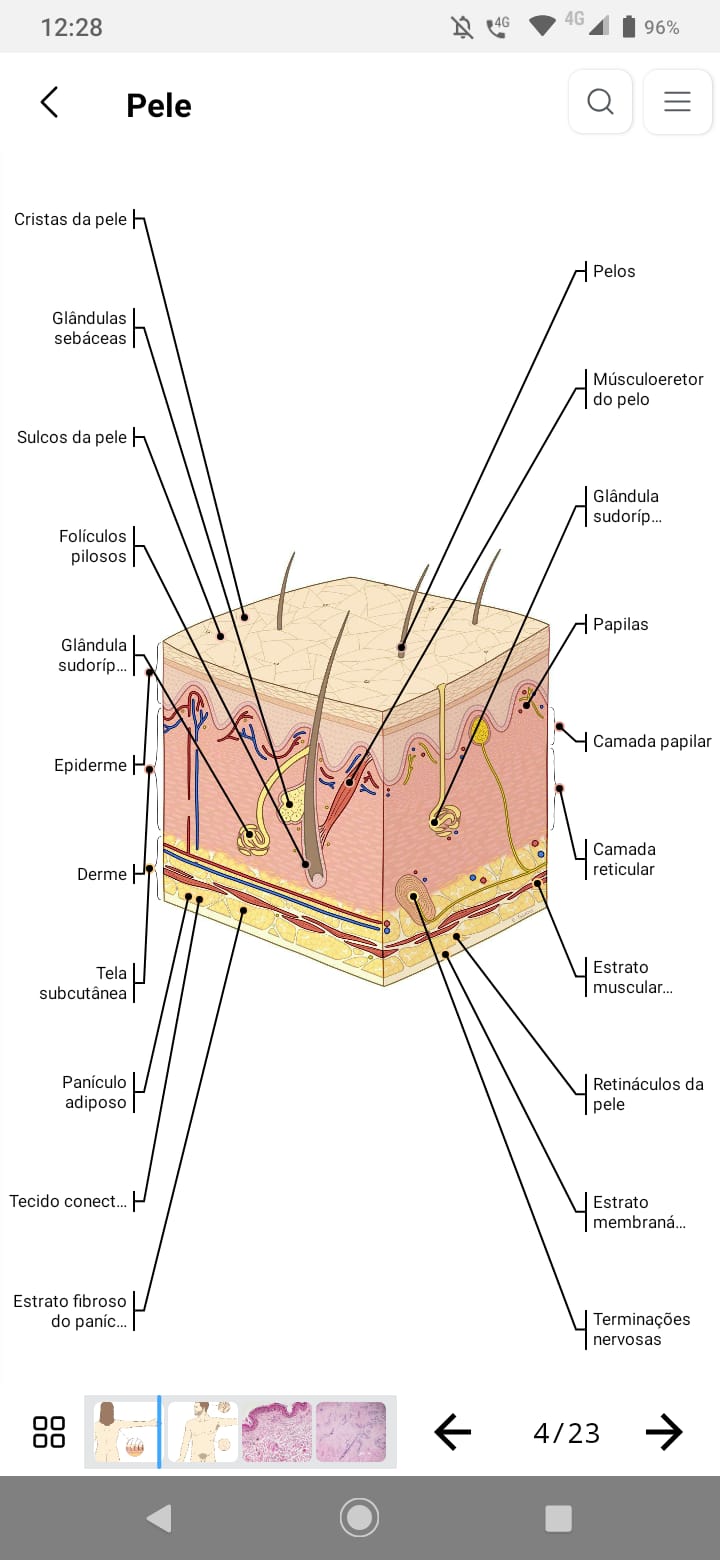 12:28
4G
4G
96%
Pele
Cristas da pele
Glândulas
sebáceas
Sulcos da pele
Folículos
pilosos
Glândula
sudoríp...
Epiderme
Derme
Tela
subcutânea
Panículo
adiposo
Tecido conect...
Estrato fibroso
do paníc...
Pelos
Músculoeretor
do pelo
Glândula
sudoríp...
Papilas
Camada papilar
Camada
reticular
Estrato
muscular...
Retináculos da
pele
Estrato
membraná...
Terminações
nervosas
4/23